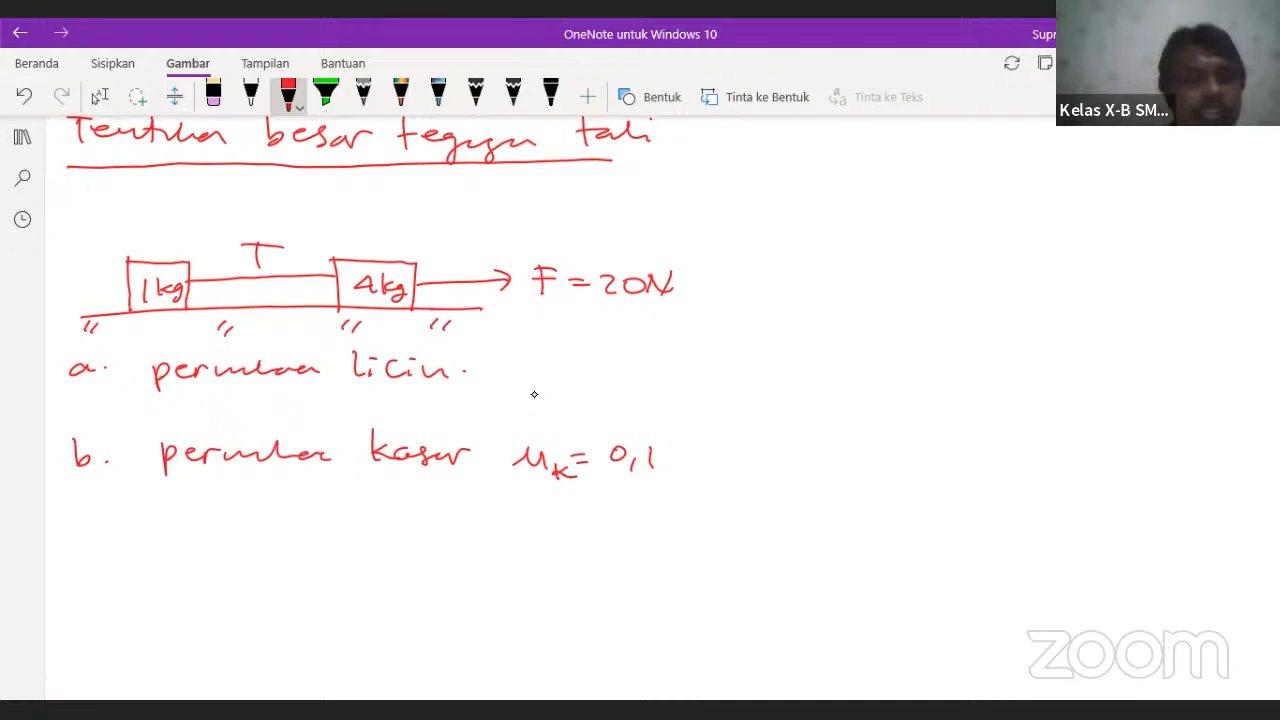 OneNote untuk Windows 10
Supr
Beranda Sisipkan Gambar Tampilan Bantuan
Bentuk Tinta ke Bentuk Tinta ke Teks
Kelas X-B SM...
Tentukan besar tegangan tali
T
1kg 4kg F = 20N
a. permukaan licin.
b. permukaan kasar μk = 0,1
zoom